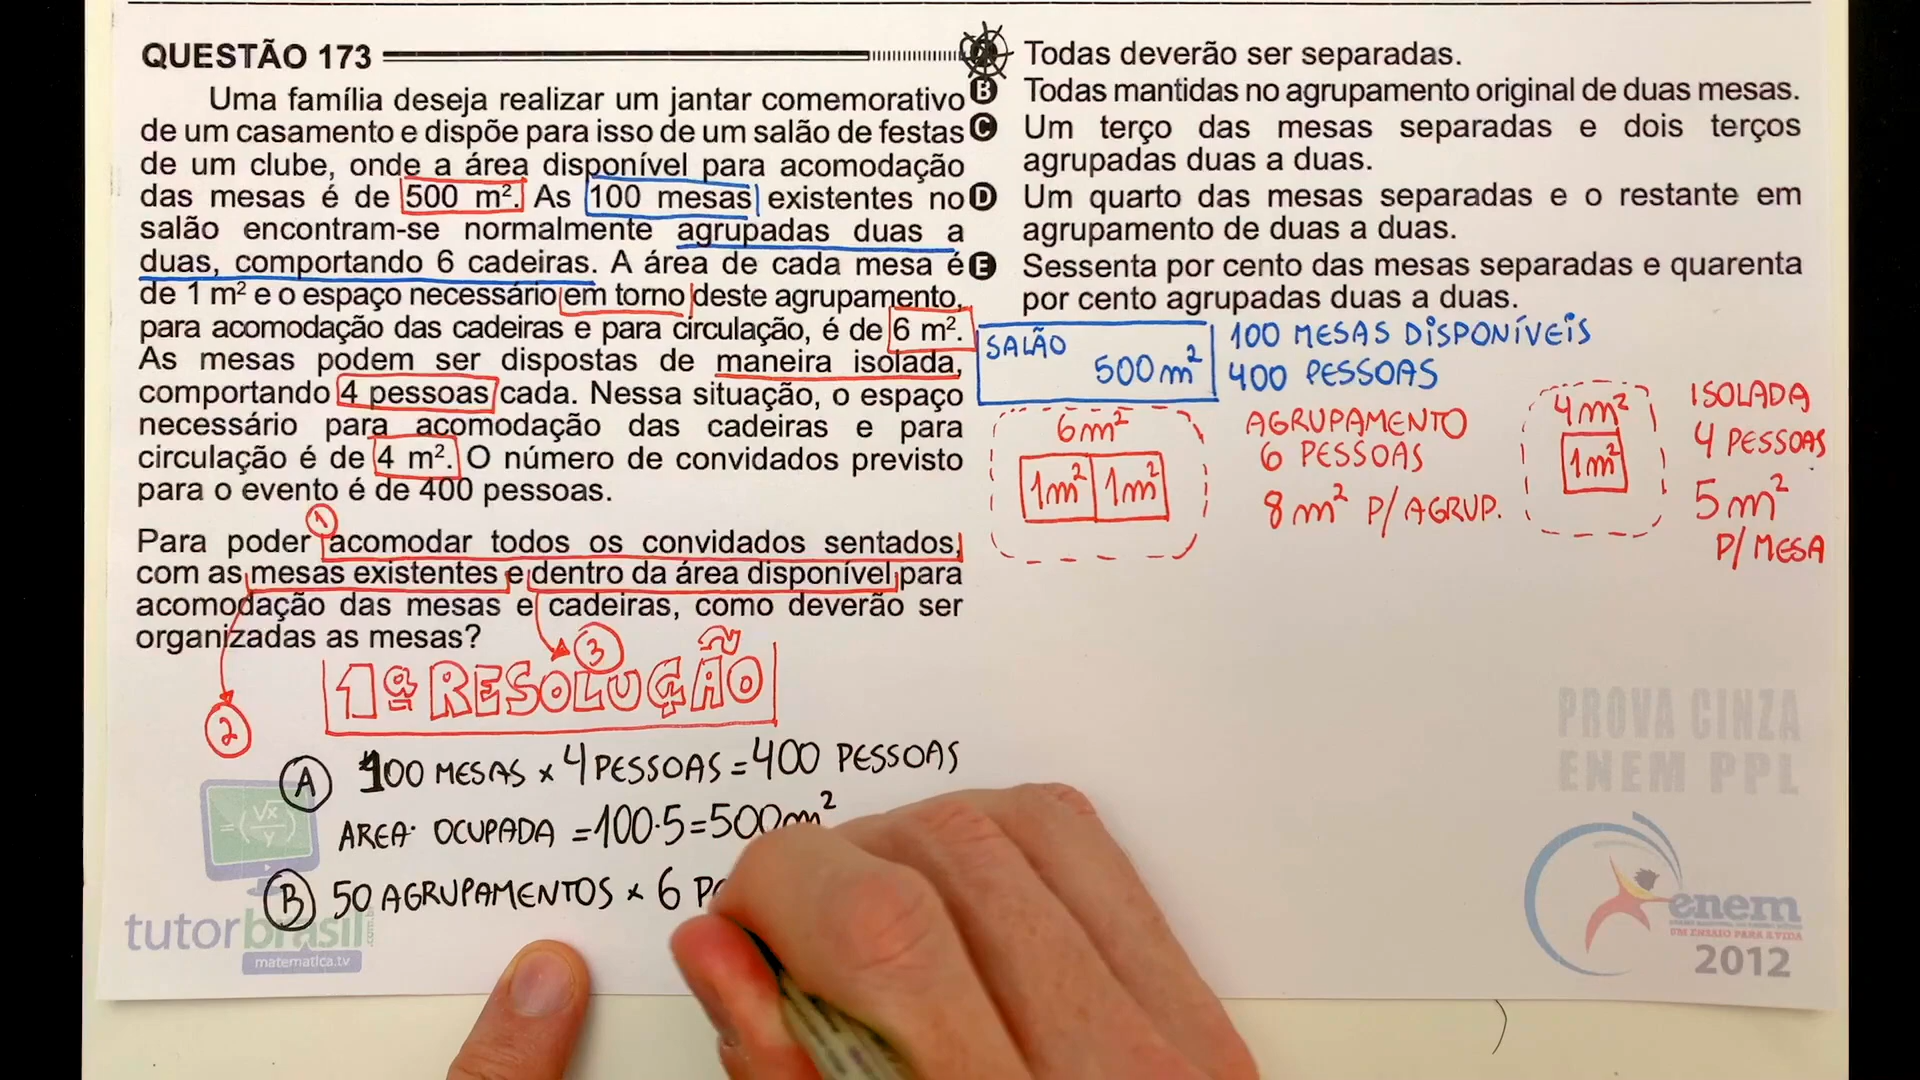 QUESTÃO 173
Uma família deseja realizar um jantar comemorativo
de um casamento e dispõe para isso de um salão de festas
de um clube, onde a área disponível para acomodação
das mesas é de 500 m². As 100 mesas existentes no
salão encontram-se normalmente agrupadas duas a
duas, comportando 6 cadeiras. A área de cada mesa é
de 1 m² e o espaço necessário em torno deste agrupamento,
para acomodação das cadeiras e para circulação, é de 6 m².
As mesas podem ser dispostas de maneira isolada,
comportando 4 pessoas cada. Nessa situação, o espaço
necessário para acomodação das cadeiras e para
circulação é de 4 m². O número de convidados previsto
para o evento é de 400 pessoas.
Para poder acomodar todos os convidados sentados,
com as mesas existentes e dentro da área disponível para
acomodação das mesas e cadeiras, como deverão ser
organizadas as mesas?
1
2
3
1ª RESOLUÇÃO
A 100 MESAS × 4 PESSOAS = 400 PESSOAS
AREA OCUPADA = 100·5 = 500m²
B 50 AGRUPAMENTOS × 6
Todas deverão ser separadas.
B Todas mantidas no agrupamento original de duas mesas.
C Um terço das mesas separadas e dois terços
agrupadas duas a duas.
D Um quarto das mesas separadas e o restante em
agrupamento de duas a duas.
E Sessenta por cento das mesas separadas e quarenta
por cento agrupadas duas a duas.
SALÃO
500m²
100 MESAS DISPONÍVEIS
400 PESSOAS
6m²
1m² 1m²
AGRUPAMENTO
6 PESSOAS
8m² P/ AGRUP.
4m²
1m²
ISOLADA
4 PESSOAS
5m²
P/ MESA
PROVA CINZA
ENEM PPL
√x
=( )
y
tutorbrasil
matematica.tv
enem
UM ENSAIO PARA A VIDA
2012